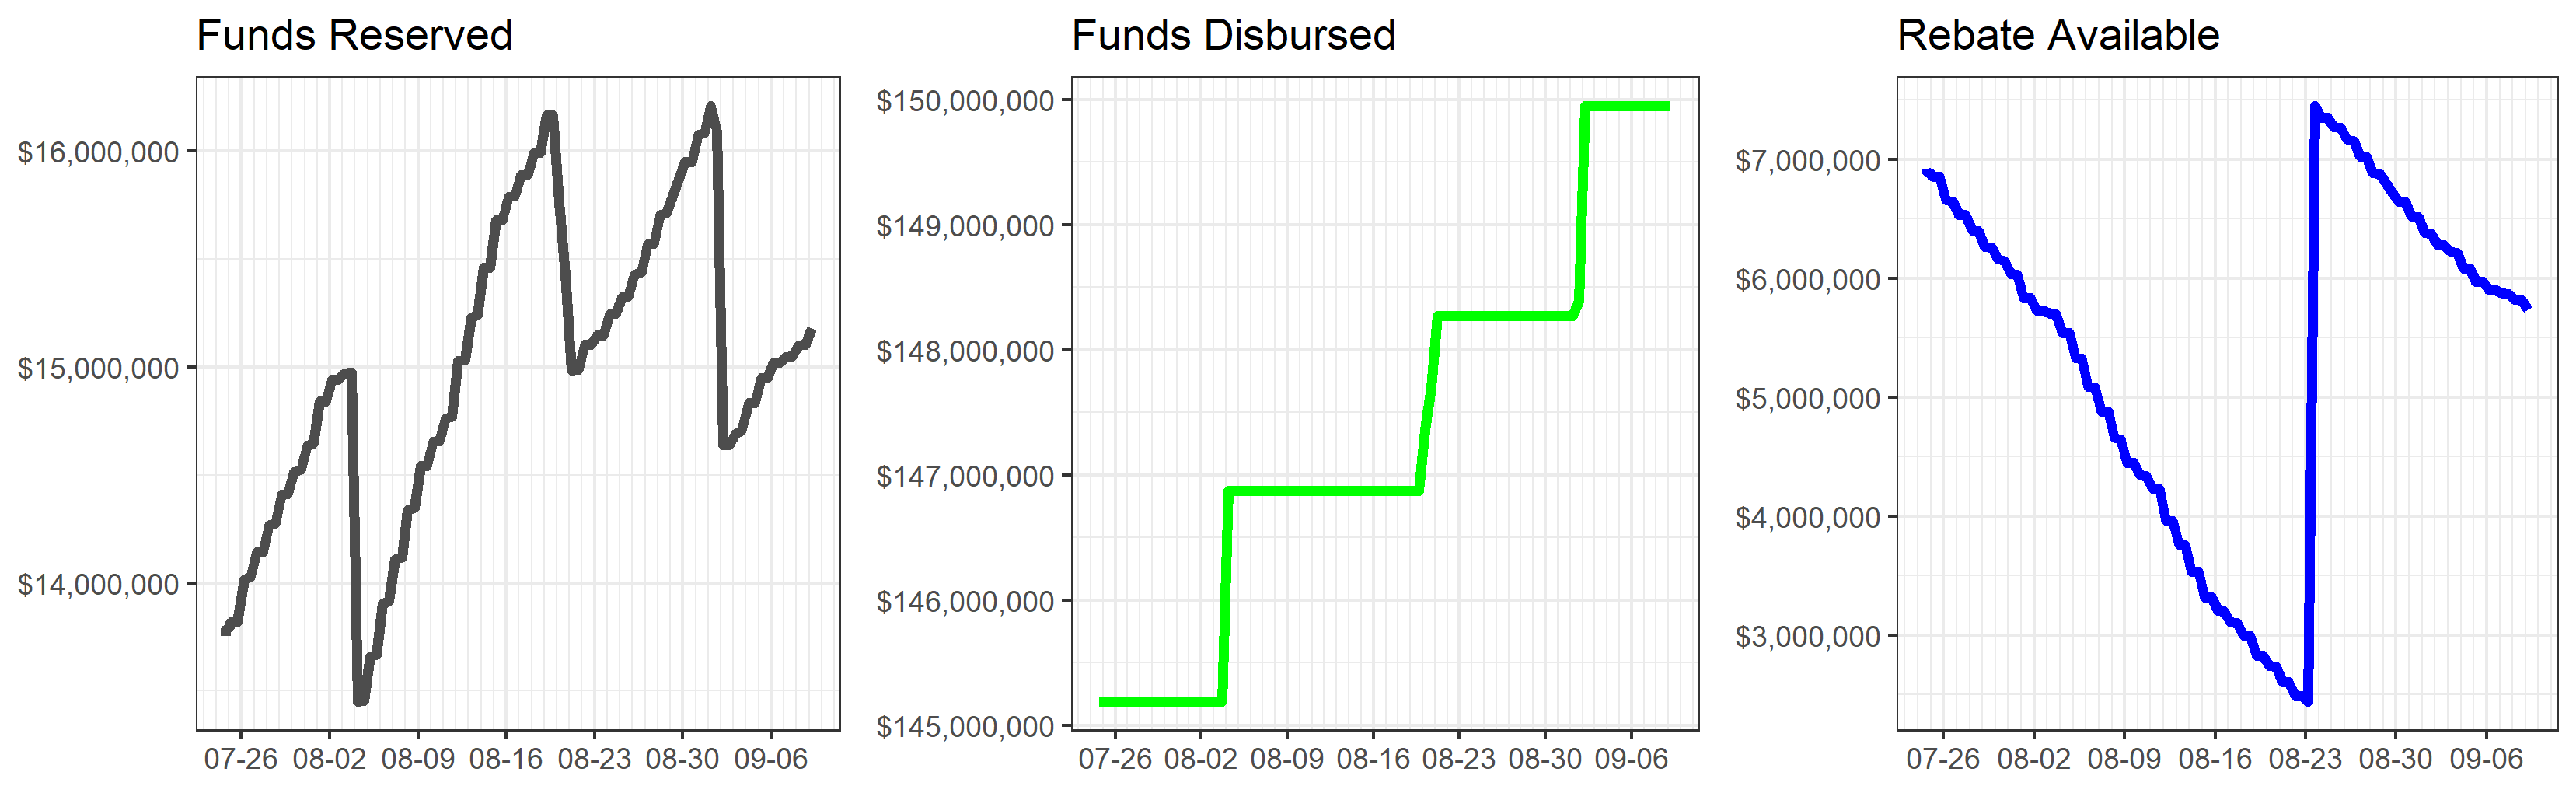 Funds Reserved
$16,000,000
$15,000,000
$14,000,000
07-26 08-02 08-09 08-16 08-23 08-30 09-06
Funds Disbursed
$150,000,000
$149,000,000
$148,000,000
$147,000,000
$146,000,000
$145,000,000
07-26 08-02 08-09 08-16 08-23 08-30 09-06
Rebate Available
$7,000,000
$6,000,000
$5,000,000
$4,000,000
$3,000,000
07-26 08-02 08-09 08-16 08-23 08-30 09-06